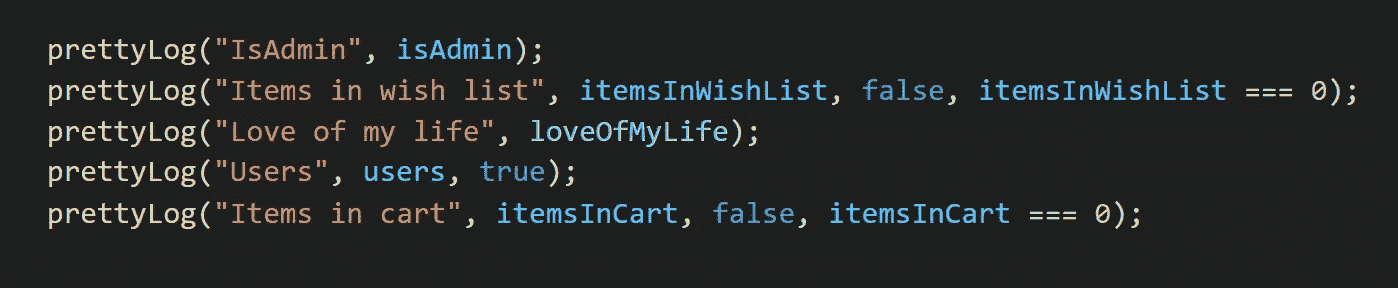 prettyLog("IsAdmin", isAdmin);
prettyLog("Items in wish list", itemsInWishList, false, itemsInWishList === 0);
prettyLog("Love of my life", loveOfMyLife);
prettyLog("Users", users, true);
prettyLog("Items in cart", itemsInCart, false, itemsInCart === 0);